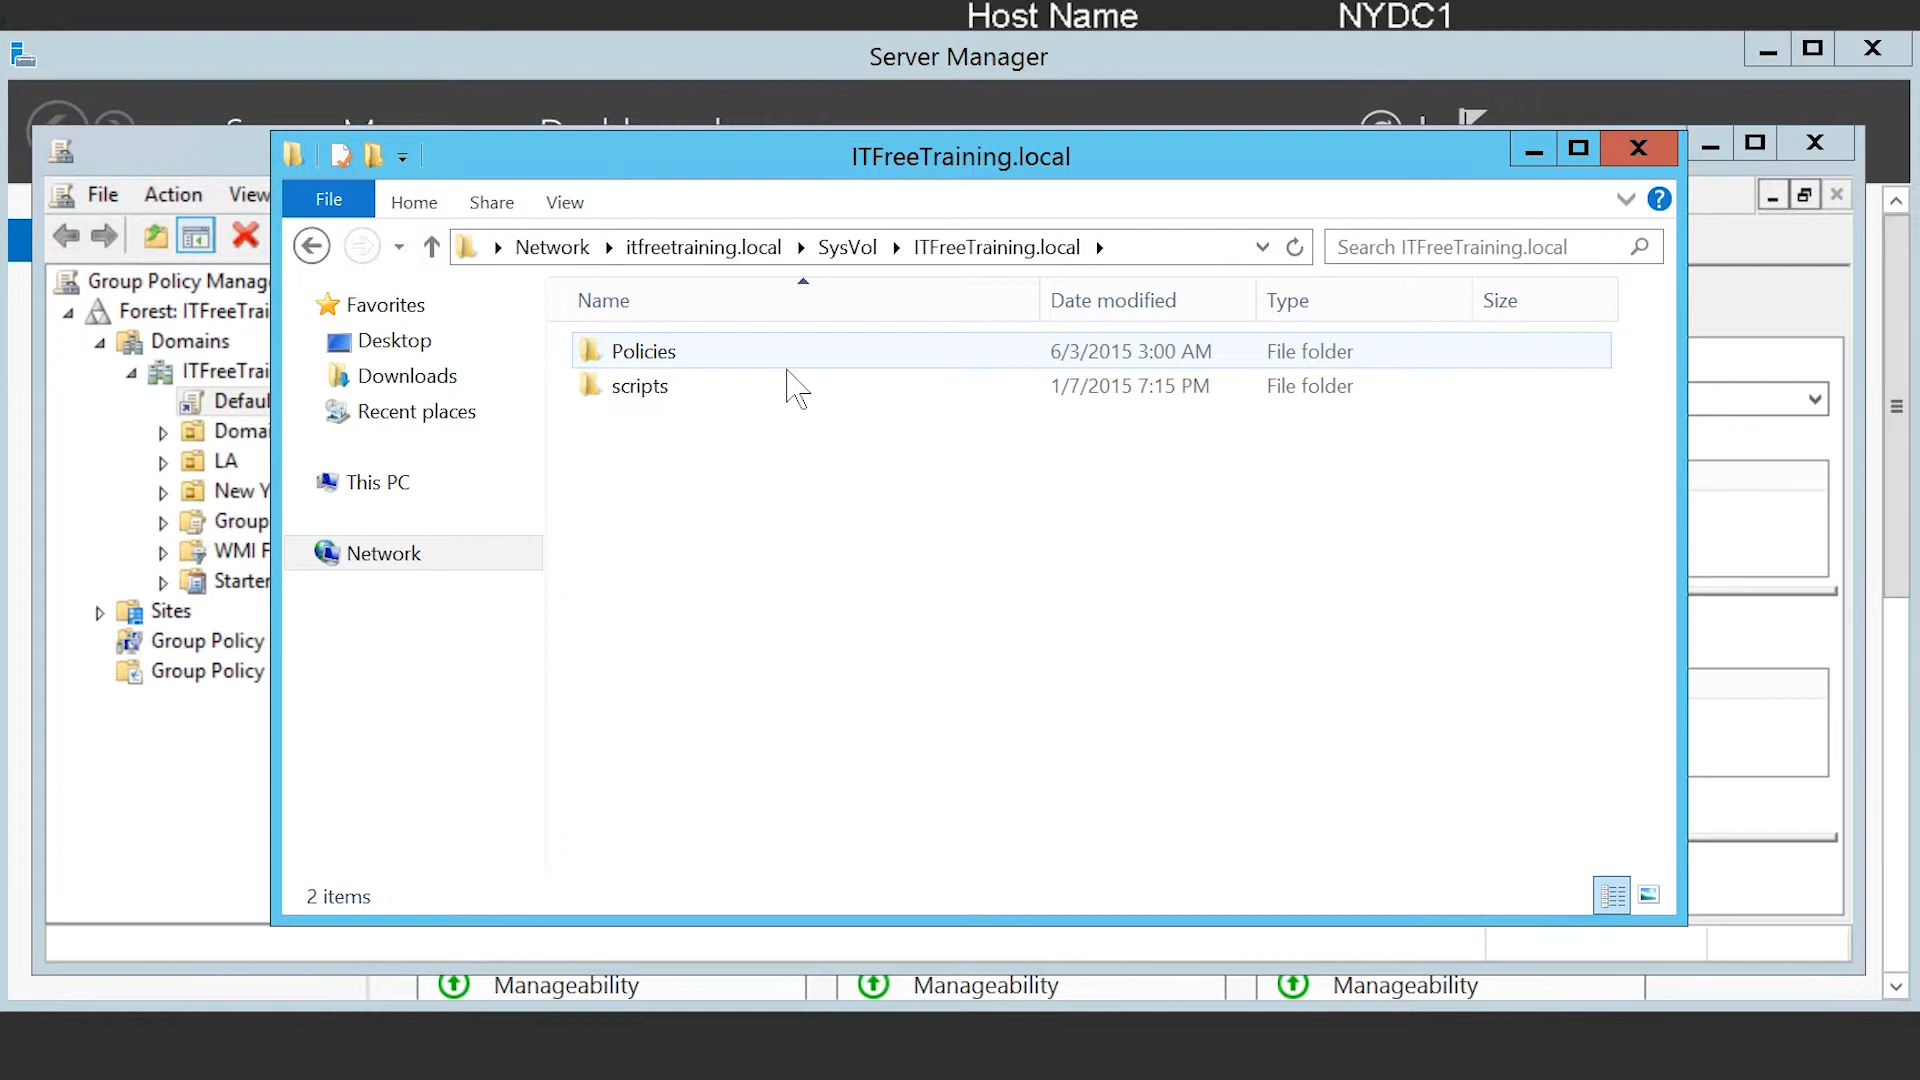 Host Name NYDC1
Server Manager
ITFreeTraining.local
File Action View
File Home Share View
Network itfreetraining.local SysVol ITFreeTraining.local
Search ITFreeTraining.local
Group Policy Manag
Forest: ITFreeTrai
Domains
ITFreeTrai
Defaul
Domai
LA
New Y
Group
WMI F
Starter
Sites
Group Policy
Group Policy
Favorites
Desktop
Downloads
Recent places
This PC
Network
Name Date modified Type Size
Policies 6/3/2015 3:00 AM File folder
scripts 1/7/2015 7:15 PM File folder
2 items
Manageability Manageability Manageability